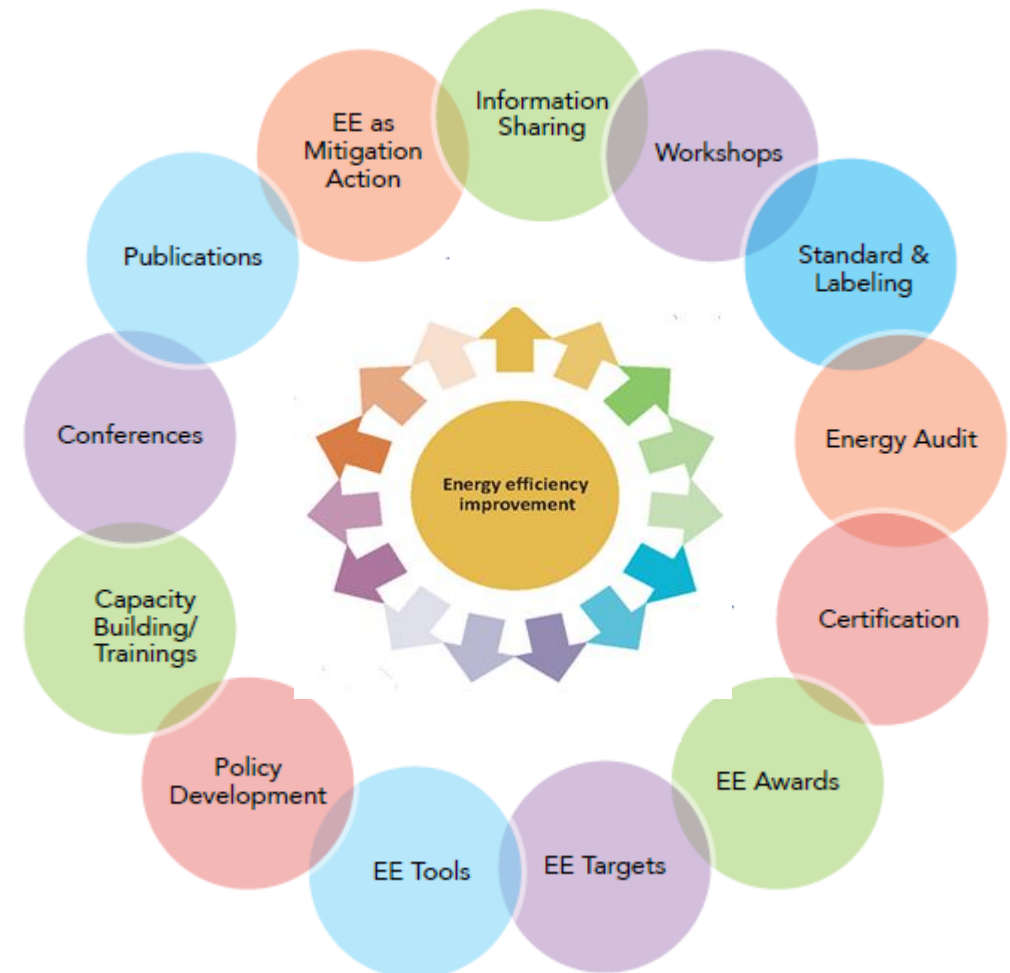 Information
Sharing
Workshops
Standard &
Labeling
Energy Audit
Certification
EE Awards
EE Targets
EE Tools
Policy
Development
Capacity
Building/
Trainings
Conferences
Publications
EE as
Mitigation
Action
Energy efficiency
improvement